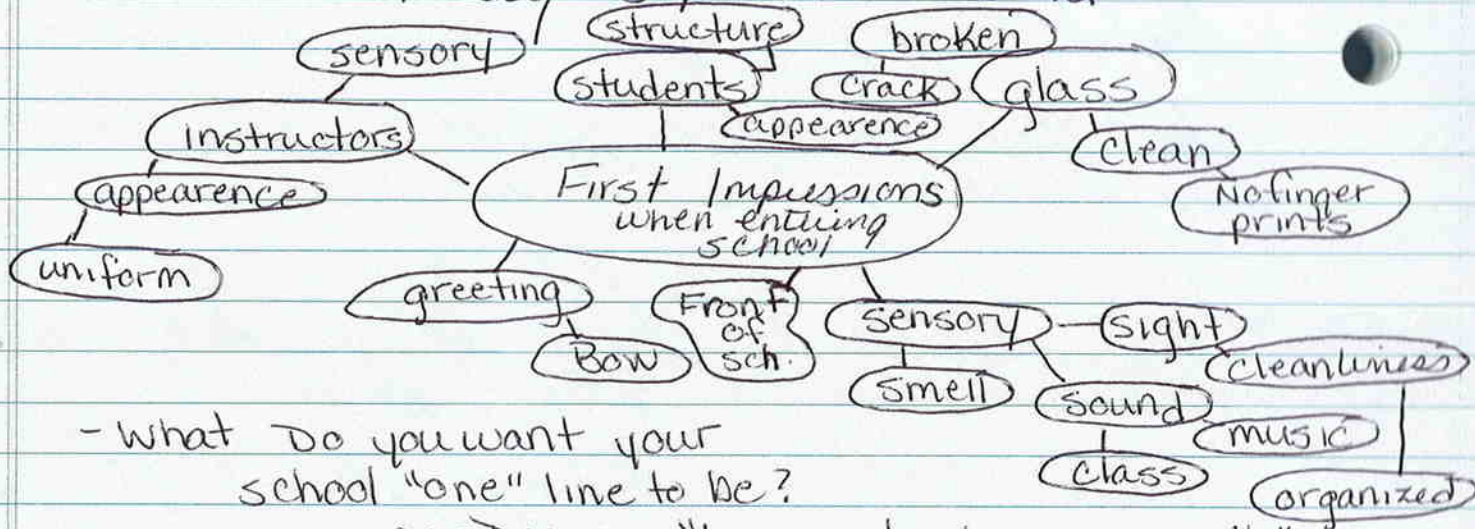 structure
broken
sensory
students
crack
glass
instructors
appearence
clean
appearence
First Impressions
when entering
school
No finger
prints
uniform
greeting
Front
of
sch.
sensory
sight
Bow
cleanliness
smell
sound
music
class
organized
- What Do you want your
school "one" line to be?